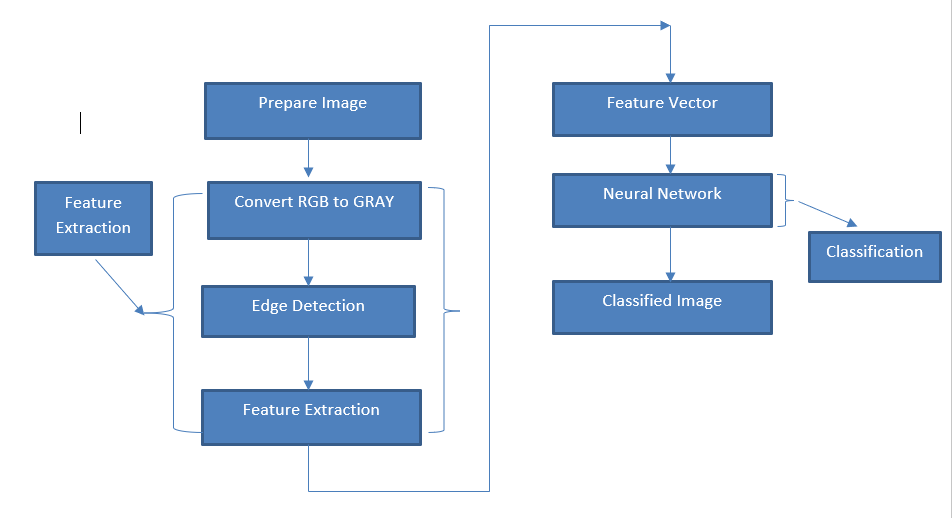 Prepare Image
Feature
Extraction
Convert RGB to GRAY
Edge Detection
Feature Extraction
Feature Vector
Neural Network
Classification
Classified Image